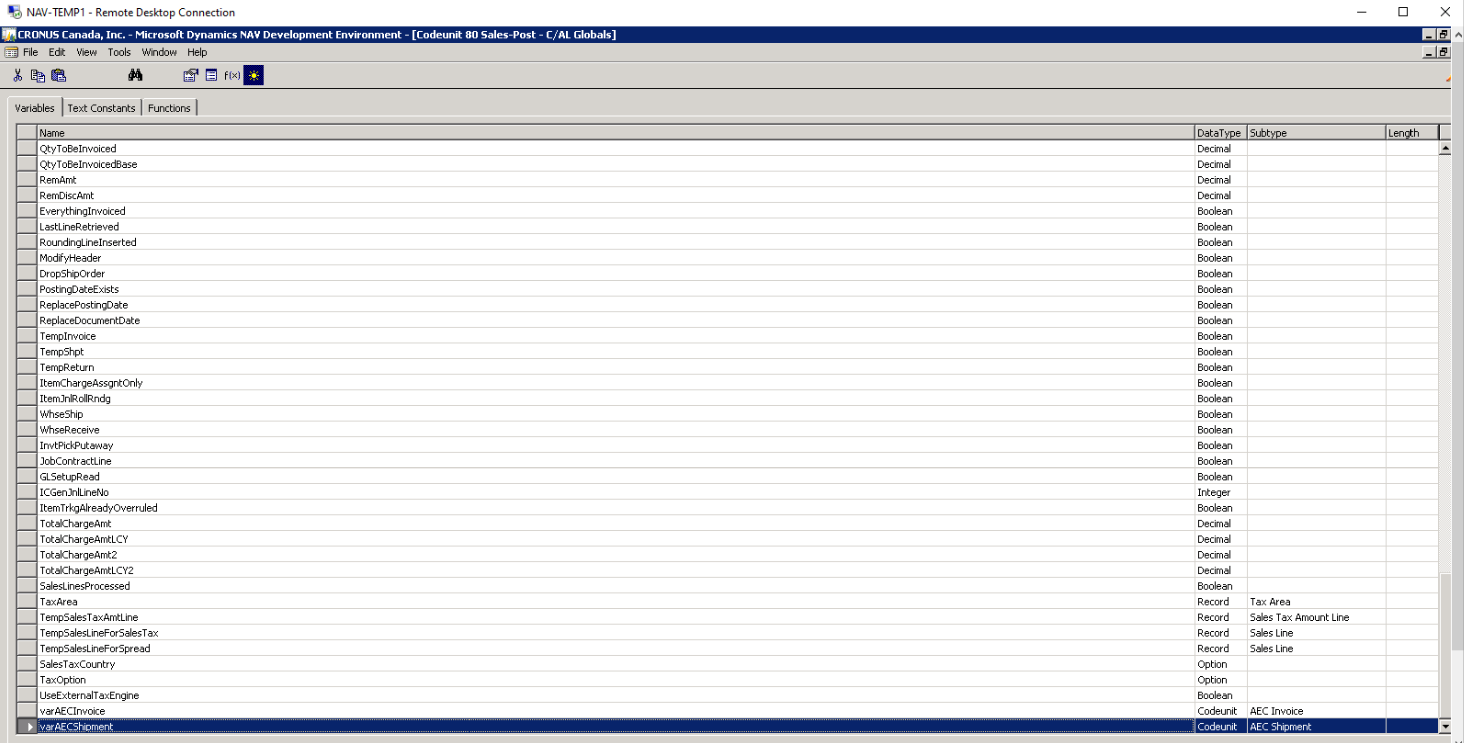 NAV-TEMP1 - Remote Desktop Connection
CRONUS Canada, Inc. - Microsoft Dynamics NAV Development Environment - [Codeunit 80 Sales-Post - C/AL Globals]
File Edit View Tools Window Help
f(x)
Variables Text Constants Functions
Name DataType Subtype Length
QtyToBeInvoiced Decimal
QtyToBeInvoicedBase Decimal
RemAmt Decimal
RemDiscAmt Decimal
EverythingInvoiced Boolean
LastLineRetrieved Boolean
RoundingLineInserted Boolean
ModifyHeader Boolean
DropShipOrder Boolean
PostingDateExists Boolean
ReplacePostingDate Boolean
ReplaceDocumentDate Boolean
TempInvoice Boolean
TempShpt Boolean
TempReturn Boolean
ItemChargeAssgntOnly Boolean
ItemJnlRollRndg Boolean
WhseShip Boolean
WhseReceive Boolean
InvtPickPutaway Boolean
JobContractLine Boolean
GLSetupRead Boolean
ICGenJnlLineNo Integer
ItemTrkgAlreadyOverruled Boolean
TotalChargeAmt Decimal
TotalChargeAmtLCY Decimal
TotalChargeAmt2 Decimal
TotalChargeAmtLCY2 Decimal
SalesLinesProcessed Boolean
TaxArea Record Tax Area
TempSalesTaxAmtLine Record Sales Tax Amount Line
TempSalesLineForSalesTax Record Sales Line
TempSalesLineForSpread Record Sales Line
SalesTaxCountry Option
TaxOption Option
UseExternalTaxEngine Boolean
varAECInvoice Codeunit AEC Invoice
varAECShipment Codeunit AEC Shipment